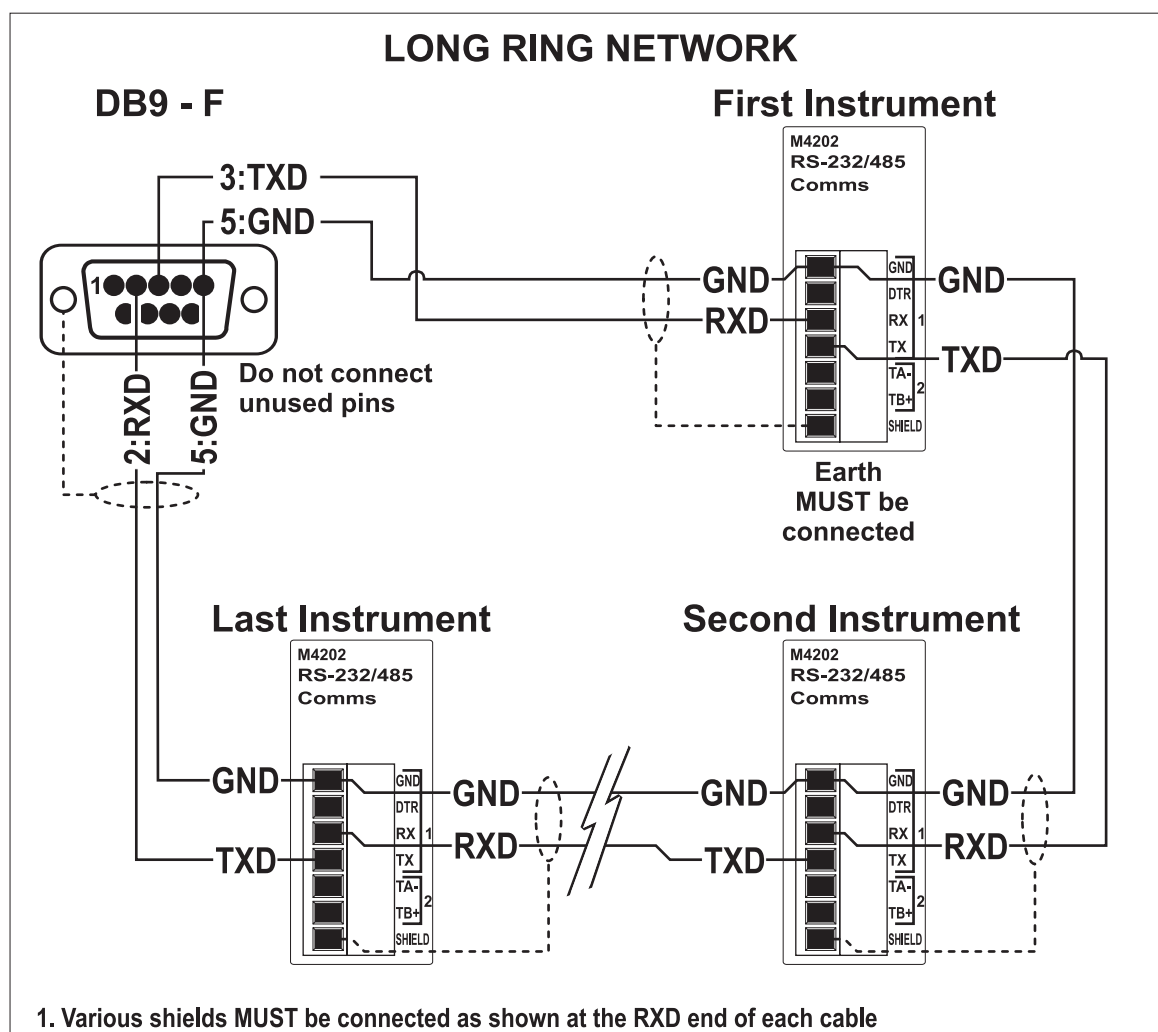 LONG RING NETWORK
DB9 - F
First Instrument
M4202
RS-232/485
Comms
3:TXD
5:GND
1
GND
RXD
GND
DTR
RX 1
TX
TA-
TB+ 2
SHIELD
GND
TXD
Do not connect
unused pins
2:RXD
5:GND
Earth
MUST be
connected
Last Instrument
M4202
RS-232/485
Comms
GND
TXD
GND
DTR
RX 1
TX
TA-
TB+ 2
SHIELD
GND
RXD
Second Instrument
M4202
RS-232/485
Comms
GND
TXD
GND
DTR
RX 1
TX
TA-
TB+ 2
SHIELD
GND
RXD
1. Various shields MUST be connected as shown at the RXD end of each cable